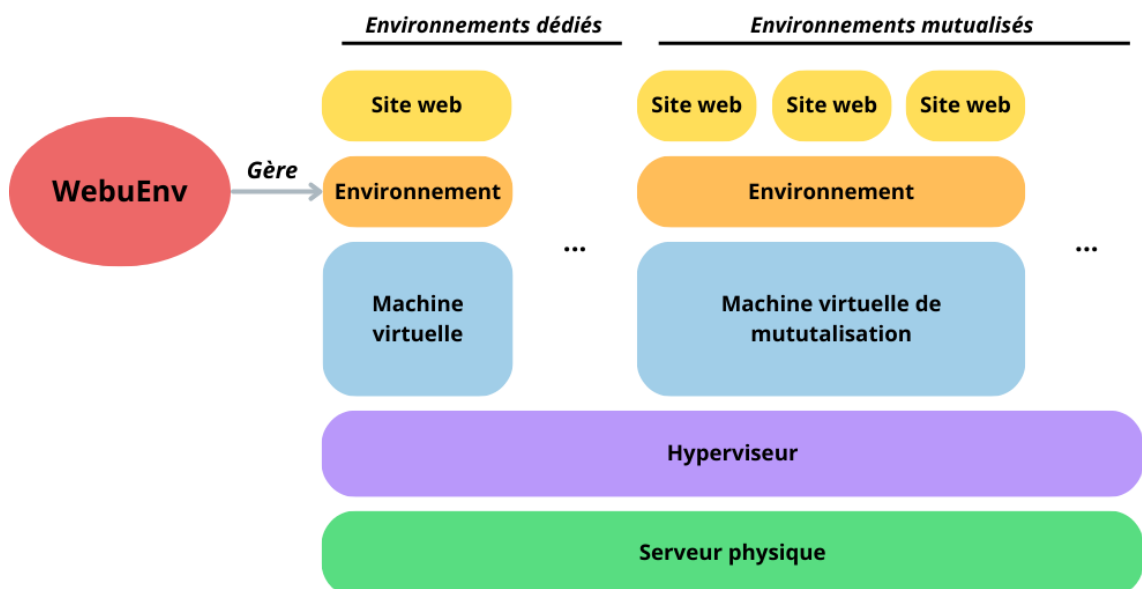 Environnements dédiés
Environnements mutualisés
Site web
Site web
Site web
Site web
WebuEnv
Gère
Environnement
Environnement
...
...
Machine
virtuelle
Machine virtuelle de
mututalisation
Hyperviseur
Serveur physique